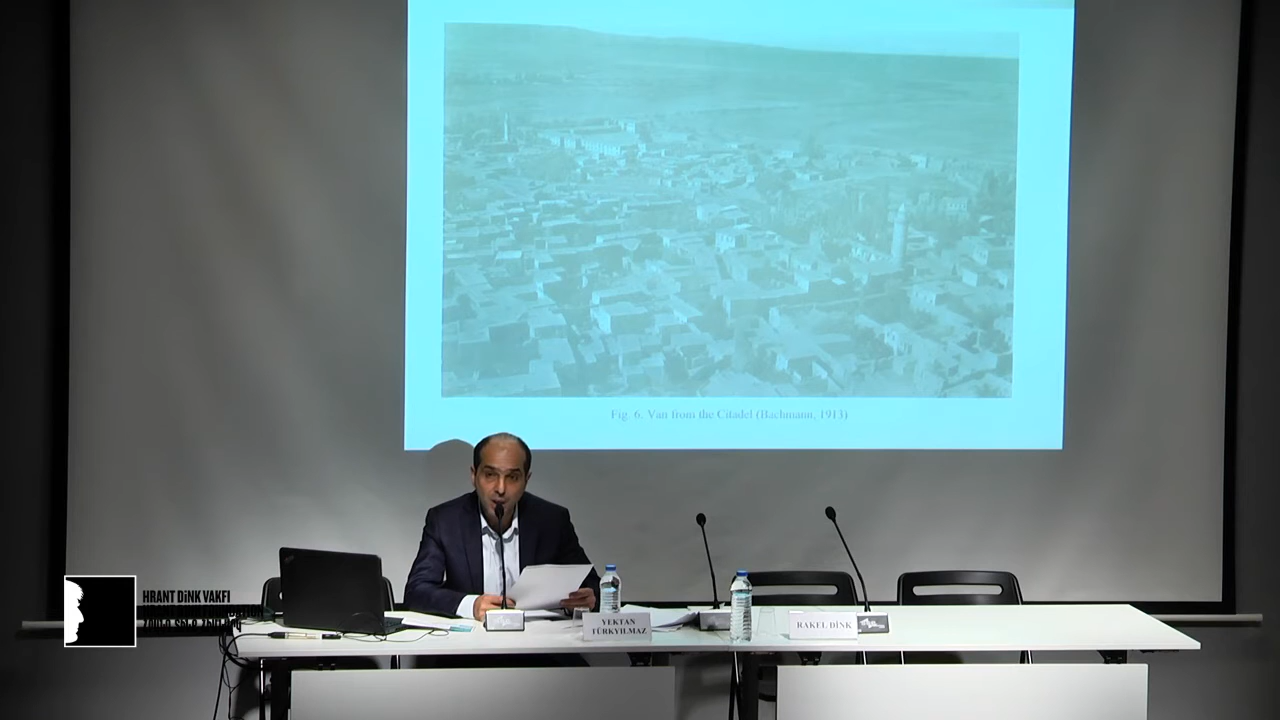 Fig. 6. Van from the Citadel (Bachmann, 1913)
HRANT DİNK VAKFI
YEKTAN
TÜRKYILMAZ
RAKEL DİNK